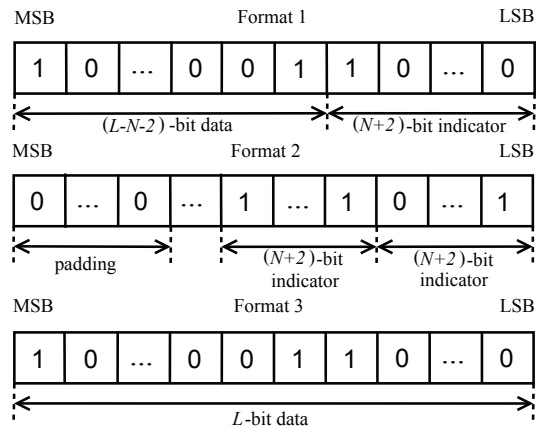 MSB Format 1 LSB
1 0 ... 0 0 1 1 0 ... 0
(L-N-2) -bit data (N+2)-bit indicator
MSB Format 2 LSB
0 ... 0 ... 1 ... 1 0 ... 1
padding (N+2)-bit indicator (N+2)-bit indicator
MSB Format 3 LSB
1 0 ... 0 0 1 1 0 ... 0
L-bit data